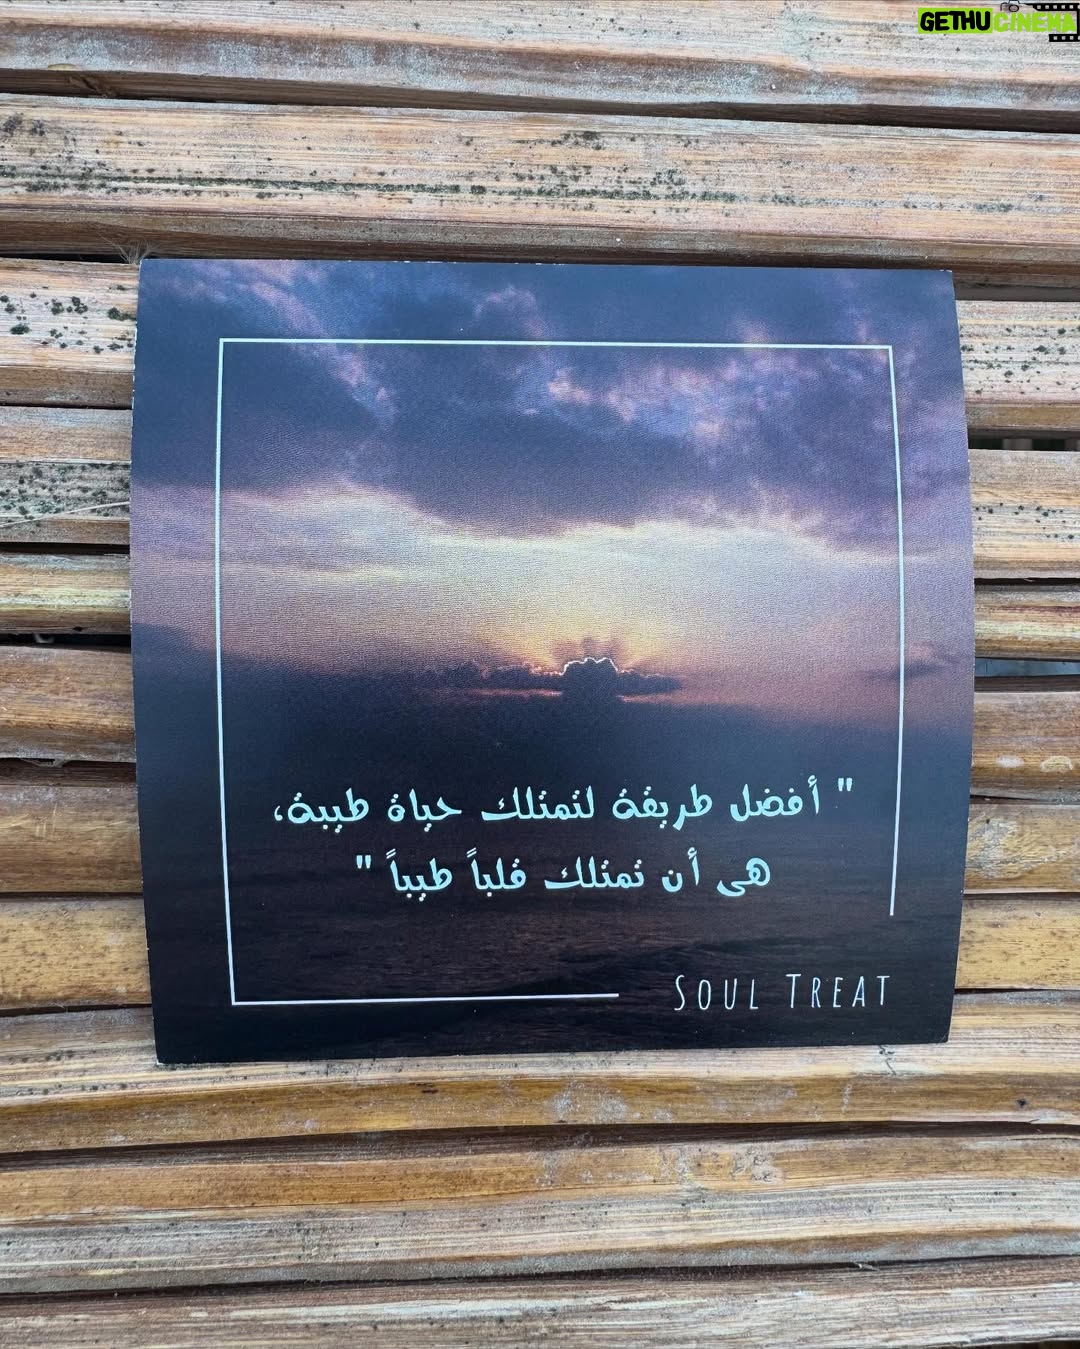 GETHUCINEMA
" أفضل طريقة لتمتلك حياة طيبة،
هى أن تمتلك قلباً طيباً "
SOUL TREAT